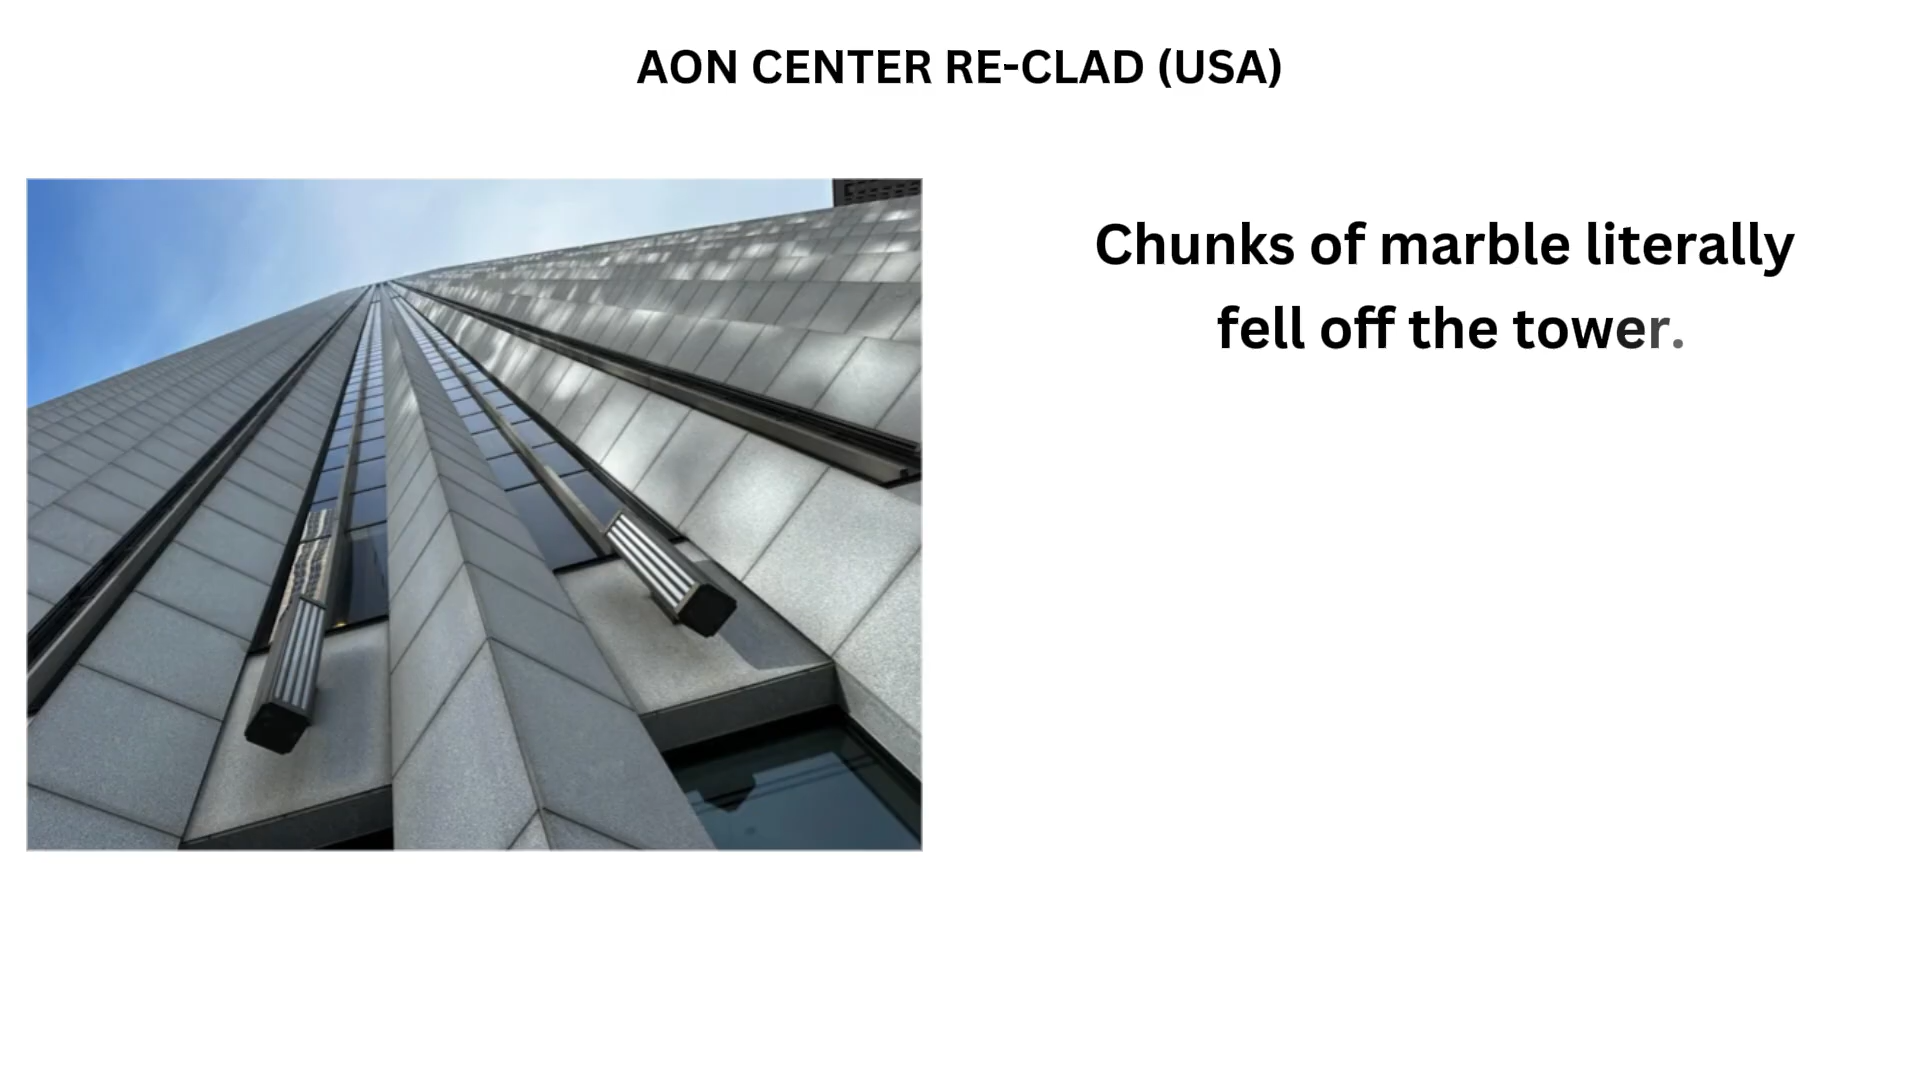 AON CENTER RE-CLAD (USA)
Chunks of marble literally
fell off the tower.